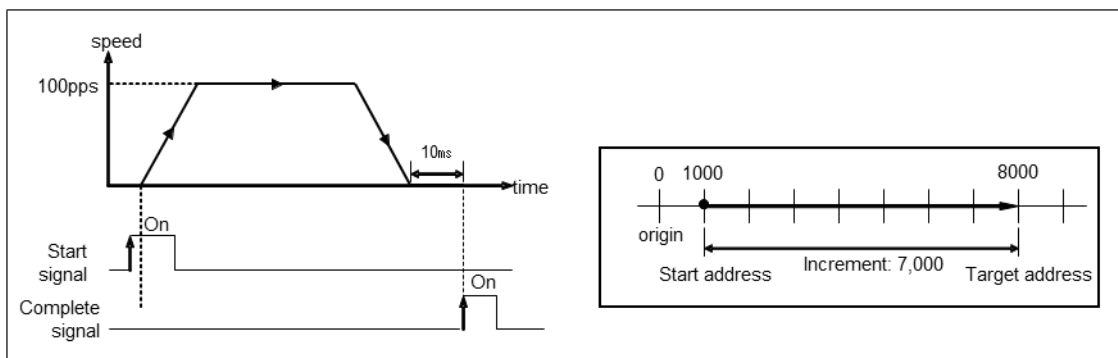 speed
100pps
10ms
time
On
Start
signal
On
Complete
signal
0 1000 8000
origin
Increment: 7,000
Start address Target address